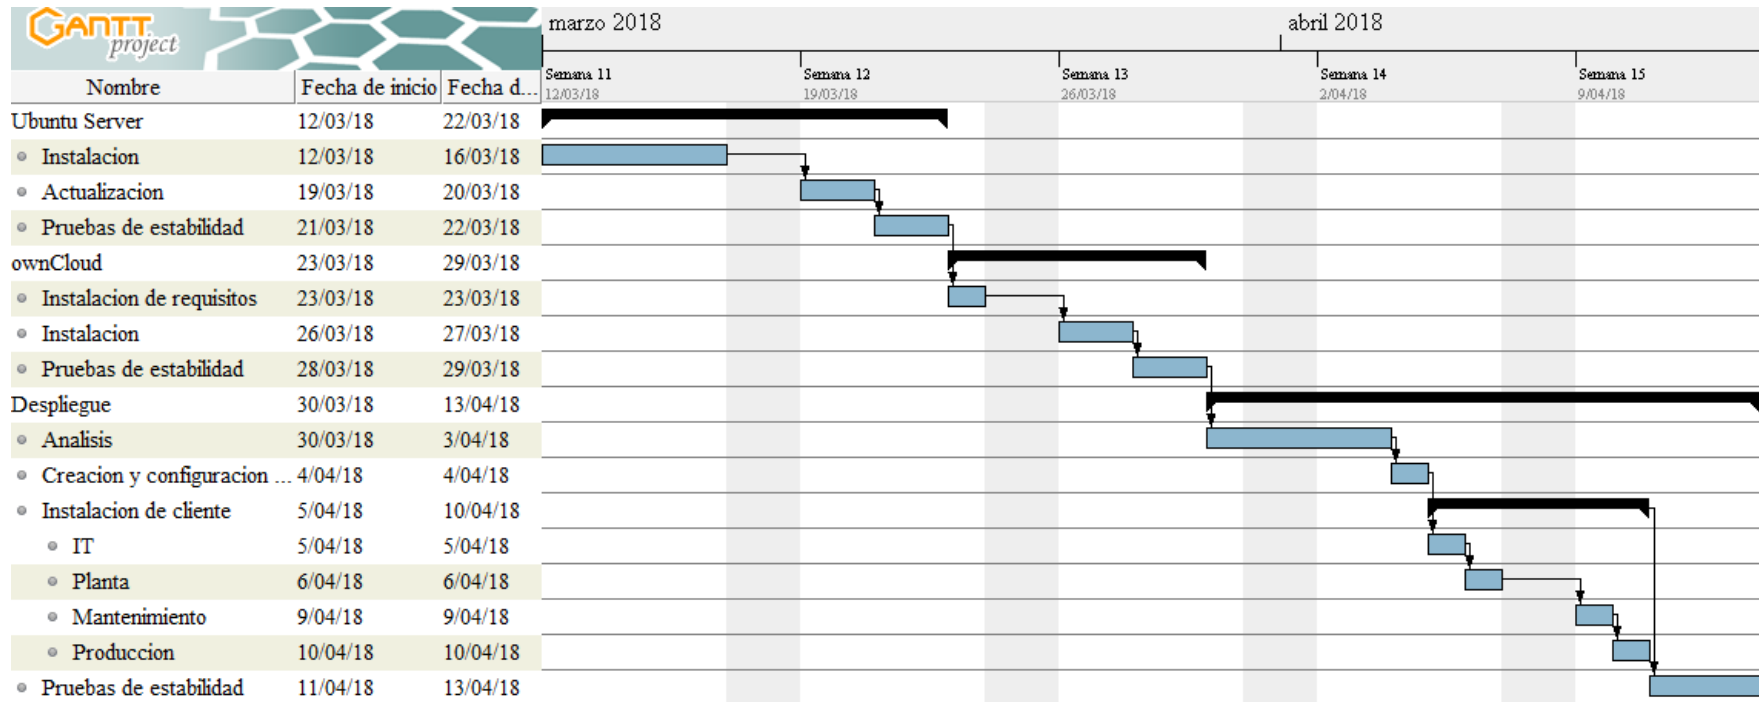 GANTT
project
marzo 2018
abril 2018
Semana 11
Semana 12
Semana 13
Semana 14
Semana 15
12/03/18
19/03/18
26/03/18
2/04/18
9/04/18
Nombre Fecha de inicio Fecha d...
Ubuntu Server 12/03/18 22/03/18
Instalacion 12/03/18 16/03/18
Actualizacion 19/03/18 20/03/18
Pruebas de estabilidad 21/03/18 22/03/18
ownCloud 23/03/18 29/03/18
Instalacion de requisitos 23/03/18 23/03/18
Instalacion 26/03/18 27/03/18
Pruebas de estabilidad 28/03/18 29/03/18
Despliegue 30/03/18 13/04/18
Analisis 30/03/18 3/04/18
Creacion y configuracion ... 4/04/18 4/04/18
Instalacion de cliente 5/04/18 10/04/18
IT 5/04/18 5/04/18
Planta 6/04/18 6/04/18
Mantenimiento 9/04/18 9/04/18
Produccion 10/04/18 10/04/18
Pruebas de estabilidad 11/04/18 13/04/18